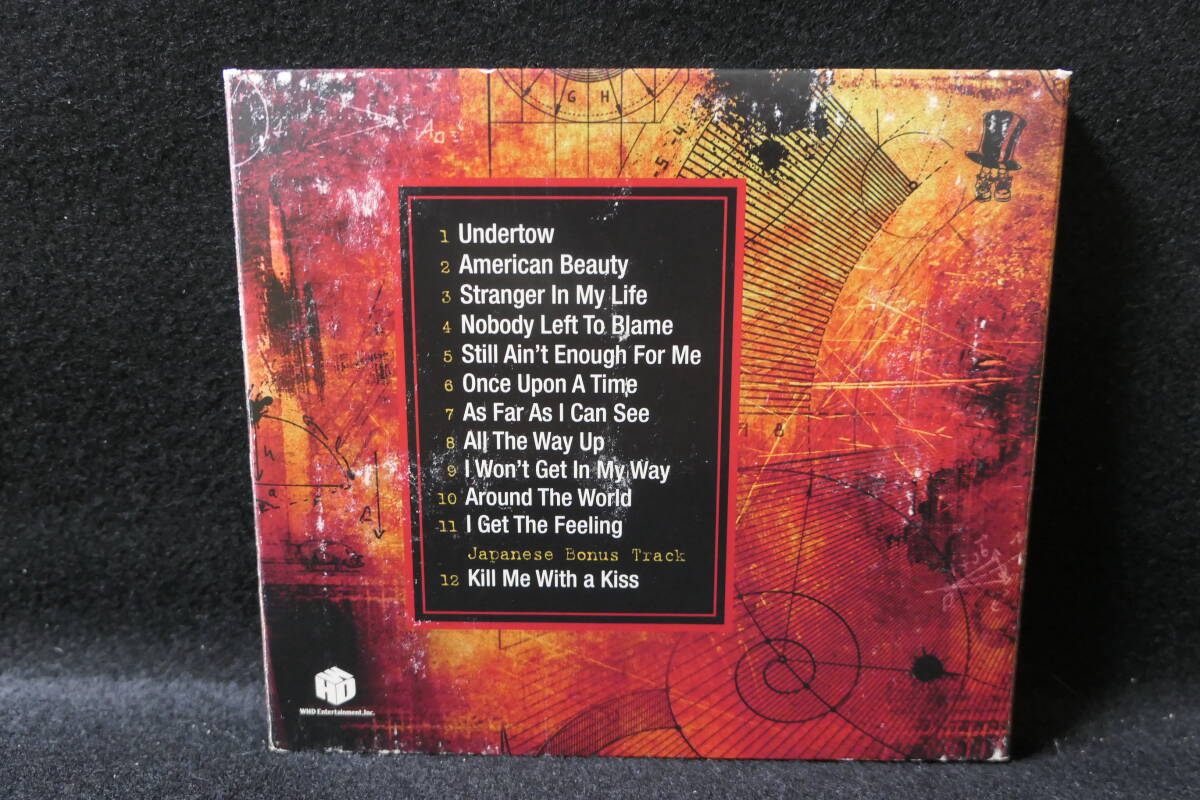 G H
5 - 4
1 Undertow
2 American Beauty
3 Stranger In My Life
4 Nobody Left To Blame
5 Still Ain't Enough For Me
6 Once Upon A Time
7 As Far As I Can See
8 All The Way Up
9 I Won't Get In My Way
10 Around The World
11 I Get The Feeling
Japanese Bonus Track
12 Kill Me With a Kiss
WHD Entertainment,Inc.